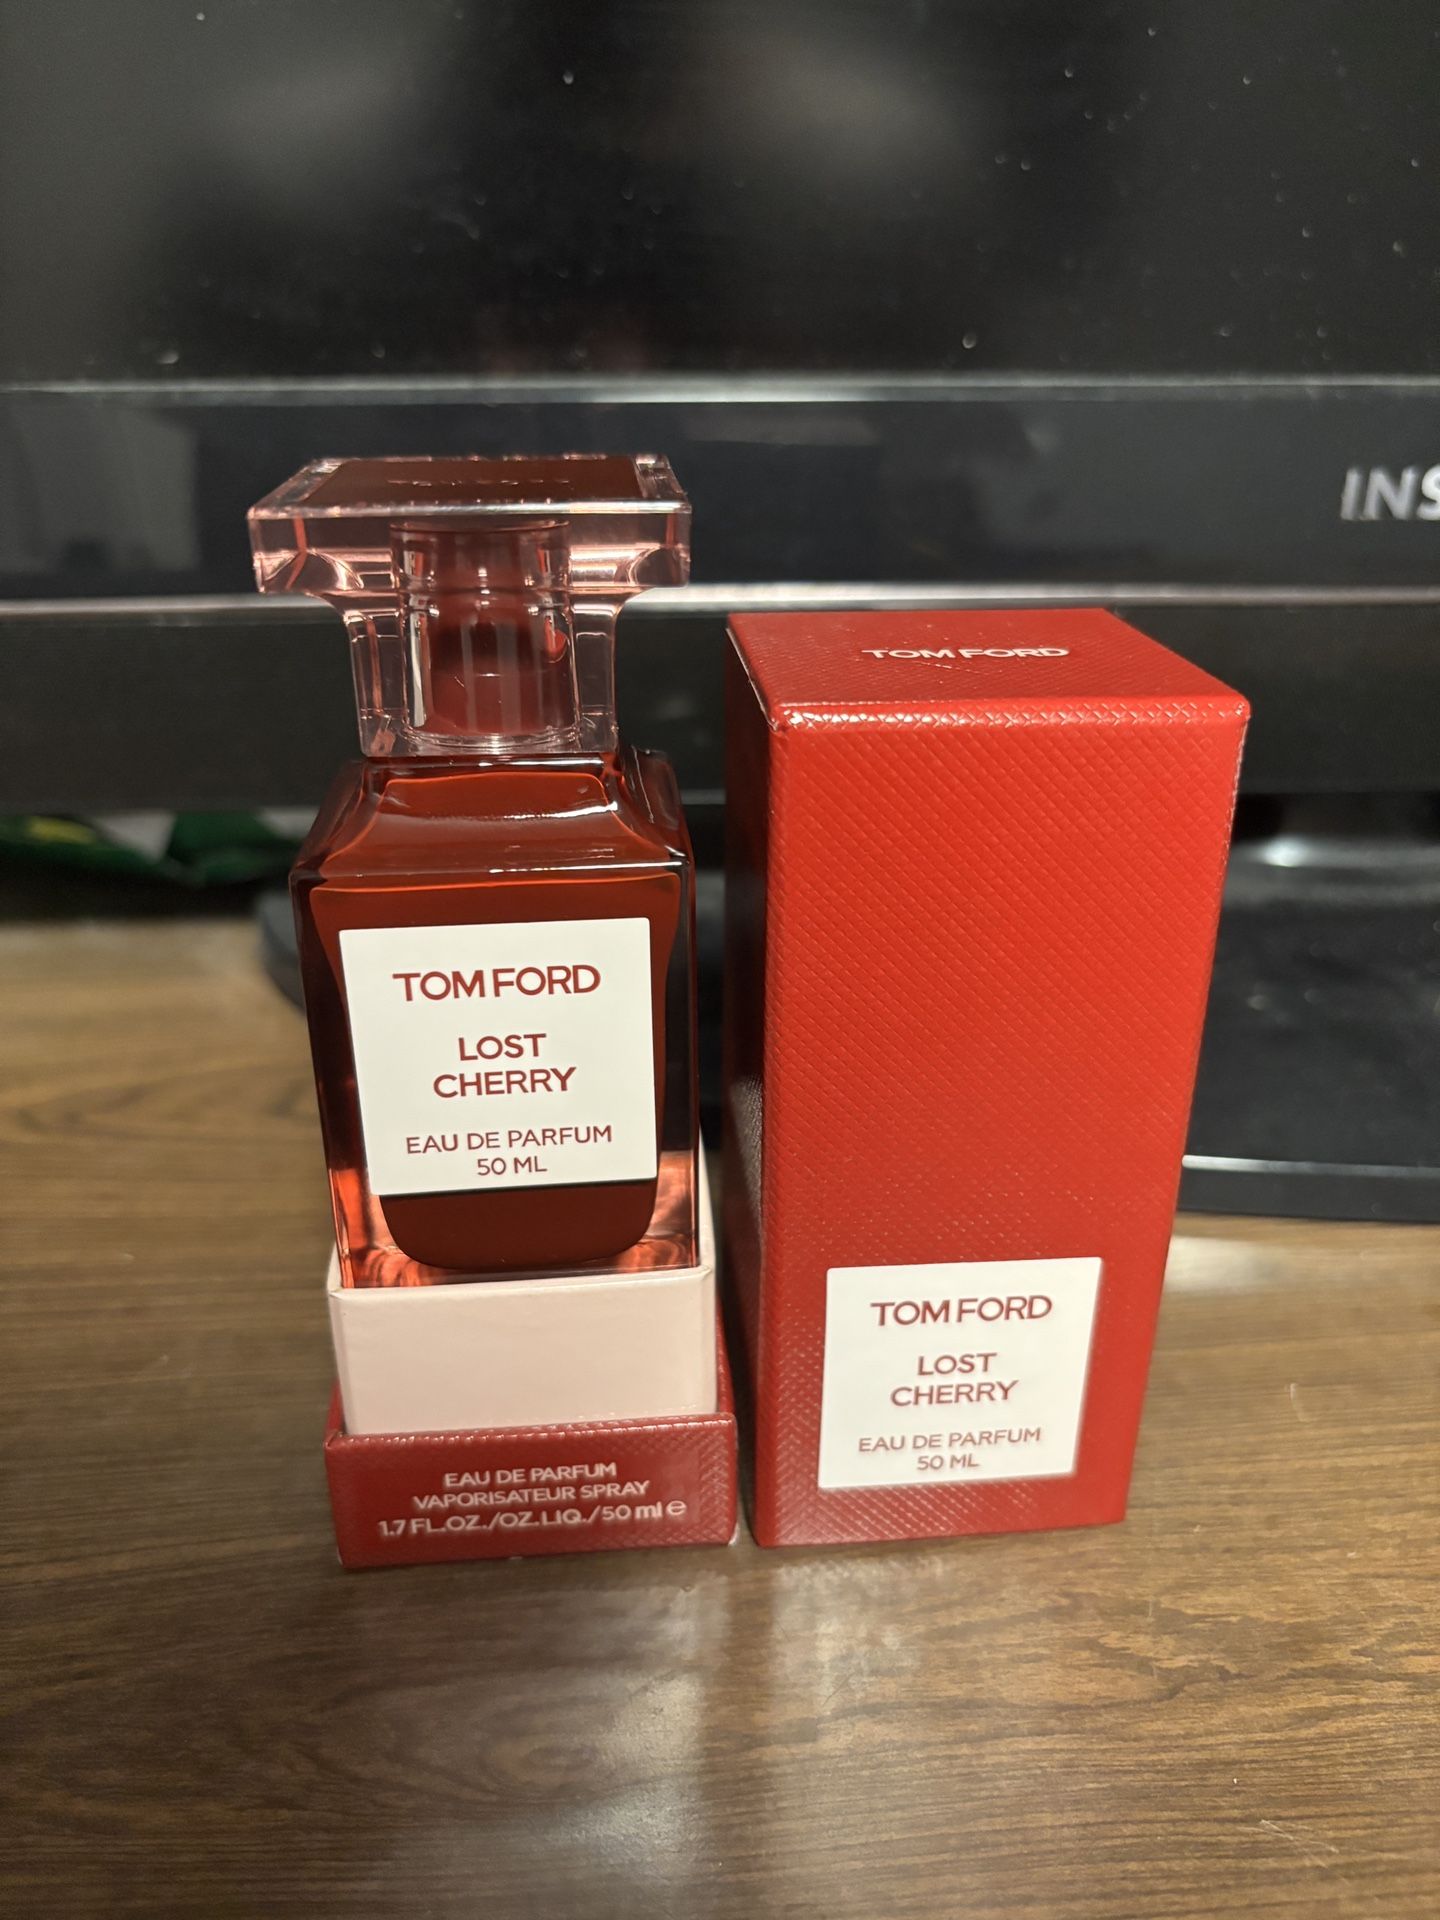 INS
TOM FORD
TOM FORD
LOST
CHERRY
EAU DE PARFUM
50 ML
EAU DE PARFUM
VAPORISATEUR SPRAY
1.7 FL.OZ./OZ.LIQ./50 ml ℮
TOM FORD
LOST
CHERRY
EAU DE PARFUM
50 ML